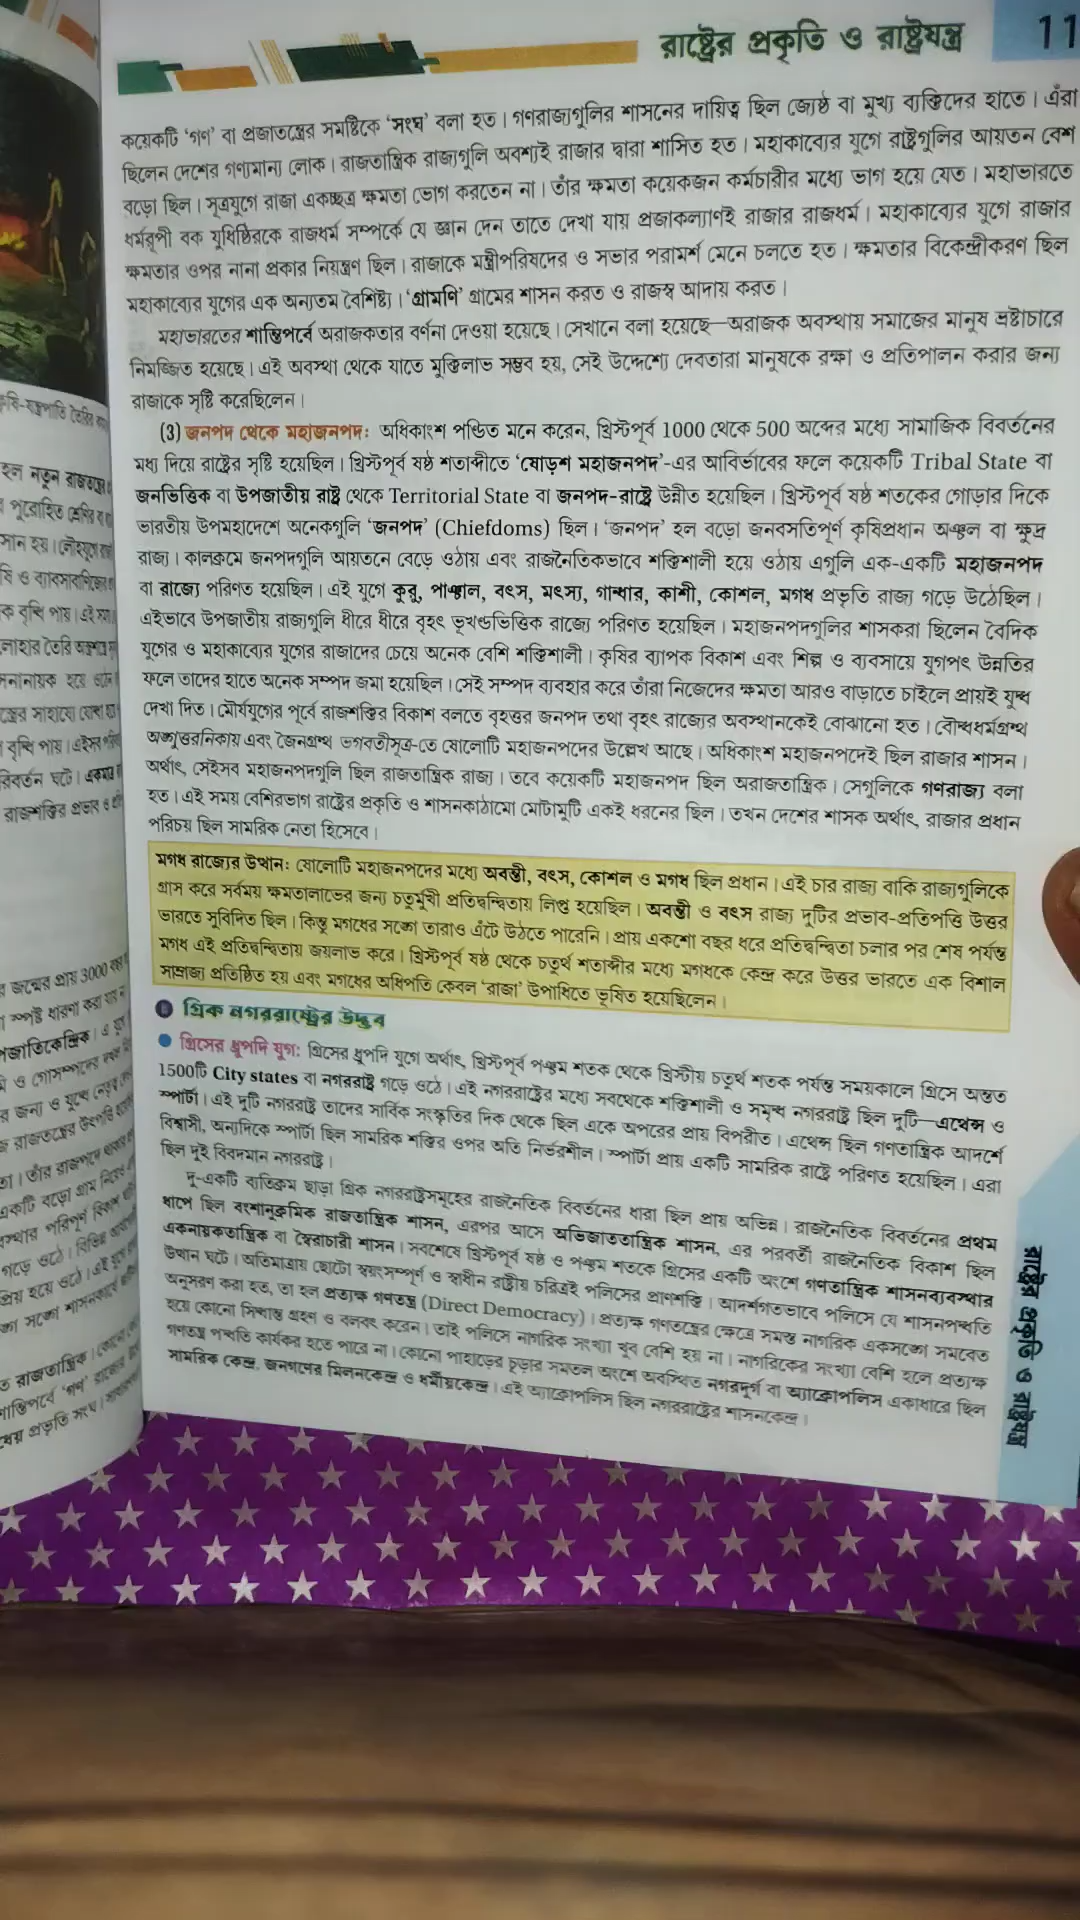 রাষ্ট্রের প্রকৃতি ও রাষ্ট্রযন্ত্র
11
কয়েকটি ‘গণ’ বা প্রজাতন্ত্রের সমষ্টিকে ‘সংঘ’ বলা হত। গণরাজ্যগুলির শাসনের দায়িত্ব ছিল জ্যেষ্ঠ বা মুখ্য ব্যক্তিদের হাতে। এঁরা
ছিলেন দেশের গণ্যমান্য লোক। রাজতান্ত্রিক রাজ্যগুলি অবশ্যই রাজার দ্বারা শাসিত হত। মহাকাব্যের যুগে রাষ্ট্রগুলির আয়তন বেশ
বড়ো ছিল। সূত্রযুগে রাজা একচ্ছত্র ক্ষমতা ভোগ করতেন না। তাঁর ক্ষমতা কয়েকজন কর্মচারীর মধ্যে ভাগ হয়ে যেত। মহাভারতে
ধর্মরূপী বক যুধিষ্ঠিরকে রাজধর্ম সম্পর্কে যে জ্ঞান দেন তাতে দেখা যায় প্রজাকল্যাণই রাজার রাজধর্ম। মহাকাব্যের যুগে রাজার
ক্ষমতার ওপর নানা প্রকার নিয়ন্ত্রণ ছিল। রাজাকে মন্ত্রীপরিষদের ও সভার পরামর্শ মেনে চলতে হত। ক্ষমতার বিকেন্দ্রীকরণ ছিল
মহাকাব্যের যুগের এক অন্যতম বৈশিষ্ট্য। ‘গ্রামণি’ গ্রামের শাসন করত ও রাজস্ব আদায় করত।
মহাভারতের শান্তিপর্বে অরাজকতার বর্ণনা দেওয়া হয়েছে। সেখানে বলা হয়েছে—অরাজক অবস্থায় সমাজের মানুষ ভ্রষ্টাচারে
নিমজ্জিত হয়েছে। এই অবস্থা থেকে যাতে মুক্তিলাভ সম্ভব হয়, সেই উদ্দেশ্যে দেবতারা মানুষকে রক্ষা ও প্রতিপালন করার জন্য
রাজাকে সৃষ্টি করেছিলেন।
(3) জনপদ থেকে মহাজনপদ: অধিকাংশ পণ্ডিত মনে করেন, খ্রিস্টপূর্ব 1000 থেকে 500 অব্দের মধ্যে সামাজিক বিবর্তনের
মধ্য দিয়ে রাষ্ট্রের সৃষ্টি হয়েছিল। খ্রিস্টপূর্ব ষষ্ঠ শতাব্দীতে ‘ষোড়শ মহাজনপদ’-এর আবির্ভাবের ফলে কয়েকটি Tribal State বা
জনভিত্তিক বা উপজাতীয় রাষ্ট্র থেকে Territorial State বা জনপদ-রাষ্ট্রে উন্নীত হয়েছিল। খ্রিস্টপূর্ব ষষ্ঠ শতকের গোড়ার দিকে
ভারতীয় উপমহাদেশে অনেকগুলি ‘জনপদ’ (Chiefdoms) ছিল। ‘জনপদ’ হল বড়ো জনবসতিপূর্ণ কৃষিপ্রধান অঞ্চল বা ক্ষুদ্র
রাজ্য। কালক্রমে জনপদগুলি আয়তনে বেড়ে ওঠায় এবং রাজনৈতিকভাবে শক্তিশালী হয়ে ওঠায় এগুলি এক-একটি মহাজনপদ
বা রাজ্যে পরিণত হয়েছিল। এই যুগে কুরু, পাঞ্চাল, বৎস, মৎস্য, গান্ধার, কাশী, কোশল, মগধ প্রভৃতি রাজ্য গড়ে উঠেছিল।
এইভাবে উপজাতীয় রাজ্যগুলি ধীরে ধীরে বৃহৎ ভূখণ্ডভিত্তিক রাজ্যে পরিণত হয়েছিল। মহাজনপদগুলির শাসকরা ছিলেন বৈদিক
যুগের ও মহাকাব্যের যুগের রাজাদের চেয়ে অনেক বেশি শক্তিশালী। কৃষির ব্যাপক বিকাশ এবং শিল্প ও ব্যবসায়ে যুগপৎ উন্নতির
ফলে তাদের হাতে অনেক সম্পদ জমা হয়েছিল। সেই সম্পদ ব্যবহার করে তাঁরা নিজেদের ক্ষমতা আরও বাড়াতে চাইলে প্রায়ই যুদ্ধ
দেখা দিত। মৌর্যযুগের পূর্বে রাজশক্তির বিকাশ বলতে বৃহত্তর জনপদ তথা বৃহৎ রাজ্যের অবস্থানকেই বোঝানো হত। বৌদ্ধধর্মগ্রন্থ
অঙ্গুত্তরনিকায় এবং জৈনগ্রন্থ ভগবতীসূত্র-তে ষোলোটি মহাজনপদের উল্লেখ আছে। অধিকাংশ মহাজনপদেই ছিল রাজার শাসন।
অর্থাৎ, সেইসব মহাজনপদগুলি ছিল রাজতান্ত্রিক রাজ্য। তবে কয়েকটি মহাজনপদ ছিল অরাজতান্ত্রিক। সেগুলিকে গণরাজ্য বলা
হত। এই সময় বেশিরভাগ রাষ্ট্রের প্রকৃতি ও শাসনকাঠামো মোটামুটি একই ধরনের ছিল। তখন দেশের শাসক অর্থাৎ, রাজার প্রধান
পরিচয় ছিল সামরিক নেতা হিসেবে।
মগধ রাজ্যের উত্থান: ষোলোটি মহাজনপদের মধ্যে অবন্তী, বৎস, কোশল ও মগধ ছিল প্রধান। এই চার রাজ্য বাকি রাজ্যগুলিকে
গ্রাস করে সর্বময় ক্ষমতালাভের জন্য চতুর্মুখী প্রতিদ্বন্দ্বিতায় লিপ্ত হয়েছিল। অবন্তী ও বৎস রাজ্য দুটির প্রভাব-প্রতিপত্তি উত্তর
ভারতে সুবিদিত ছিল। কিন্তু মগধের সঙ্গে তারাও এঁটে উঠতে পারেনি। প্রায় একশো বছর ধরে প্রতিদ্বন্দ্বিতা চলার পর শেষ পর্যন্ত
মগধ এই প্রতিদ্বন্দ্বিতায় জয়লাভ করে। খ্রিস্টপূর্ব ষষ্ঠ থেকে চতুর্থ শতাব্দীর মধ্যে মগধকে কেন্দ্র করে উত্তর ভারতে এক বিশাল
সাম্রাজ্য প্রতিষ্ঠিত হয় এবং মগধের অধিপতি কেবল ‘রাজা’ উপাধিতে ভূষিত হয়েছিলেন।
গ্রিক নগররাষ্ট্রের উদ্ভব
গ্রিসের ধ্রুপদি যুগ: গ্রিসের ধ্রুপদি যুগে অর্থাৎ, খ্রিস্টপূর্ব পঞ্চম শতক থেকে খ্রিস্টীয় চতুর্থ শতক পর্যন্ত সময়কালে গ্রিসে অন্তত
1500টি City states বা নগররাষ্ট্র গড়ে ওঠে। এই নগররাষ্ট্রের মধ্যে সবথেকে শক্তিশালী ও সমৃদ্ধ নগররাষ্ট্র ছিল দুটি—এথেন্স ও
স্পার্টা। এই দুটি নগররাষ্ট্র তাদের সার্বিক সংস্কৃতির দিক থেকে ছিল একে অপরের প্রায় বিপরীত। এথেন্স ছিল গণতান্ত্রিক আদর্শে
বিশ্বাসী, অন্যদিকে স্পার্টা ছিল সামরিক শক্তির ওপর অতি নির্ভরশীল। স্পার্টা প্রায় একটি সামরিক রাষ্ট্রে পরিণত হয়েছিল। এরা
ছিল দুই বিবদমান নগররাষ্ট্র।
দু-একটি ব্যতিক্রম ছাড়া গ্রিক নগররাষ্ট্রসমূহের রাজনৈতিক বিবর্তনের ধারা ছিল প্রায় অভিন্ন। রাজনৈতিক বিবর্তনের প্রথম
ধাপে ছিল বংশানুক্রমিক রাজতান্ত্রিক শাসন, এরপর আসে অভিজাততান্ত্রিক শাসন, এর পরবর্তী রাজনৈতিক বিকাশ ছিল
একনায়কতান্ত্রিক বা স্বৈরাচারী শাসন। সবশেষে খ্রিস্টপূর্ব ষষ্ঠ ও পঞ্চম শতকে গ্রিসের একটি অংশে গণতান্ত্রিক শাসনব্যবস্থার
উত্থান ঘটে। অতিমাত্রায় ছোটো স্বয়ংসম্পূর্ণ ও স্বাধীন রাষ্ট্রীয় চরিত্রই পলিসের প্রাণশক্তি। আদর্শগতভাবে পলিসে যে শাসনপদ্ধতি
অনুসরণ করা হত, তা হল প্রত্যক্ষ গণতন্ত্র (Direct Democracy)। প্রত্যক্ষ গণতন্ত্রের ক্ষেত্রে সমস্ত নাগরিক একসঙ্গে সমবেত
হয়ে কোনো সিদ্ধান্ত গ্রহণ ও বলবৎ করেন। তাই পলিসে নাগরিক সংখ্যা খুব বেশি হয় না। নাগরিকের সংখ্যা বেশি হলে প্রত্যক্ষ
গণতন্ত্র পদ্ধতি কার্যকর হতে পারে না। কোনো পাহাড়ের চূড়ার সমতল অংশে অবস্থিত নগরদুর্গ বা অ্যাক্রোপলিস একাধারে ছিল
সামরিক কেন্দ্র, জনগণের মিলনকেন্দ্র ও ধর্মীয়কেন্দ্র। এই অ্যাক্রোপলিস ছিল নগররাষ্ট্রের শাসনকেন্দ্র।
রাষ্ট্রের প্রকৃতি ও রাষ্ট্রযন্ত্র